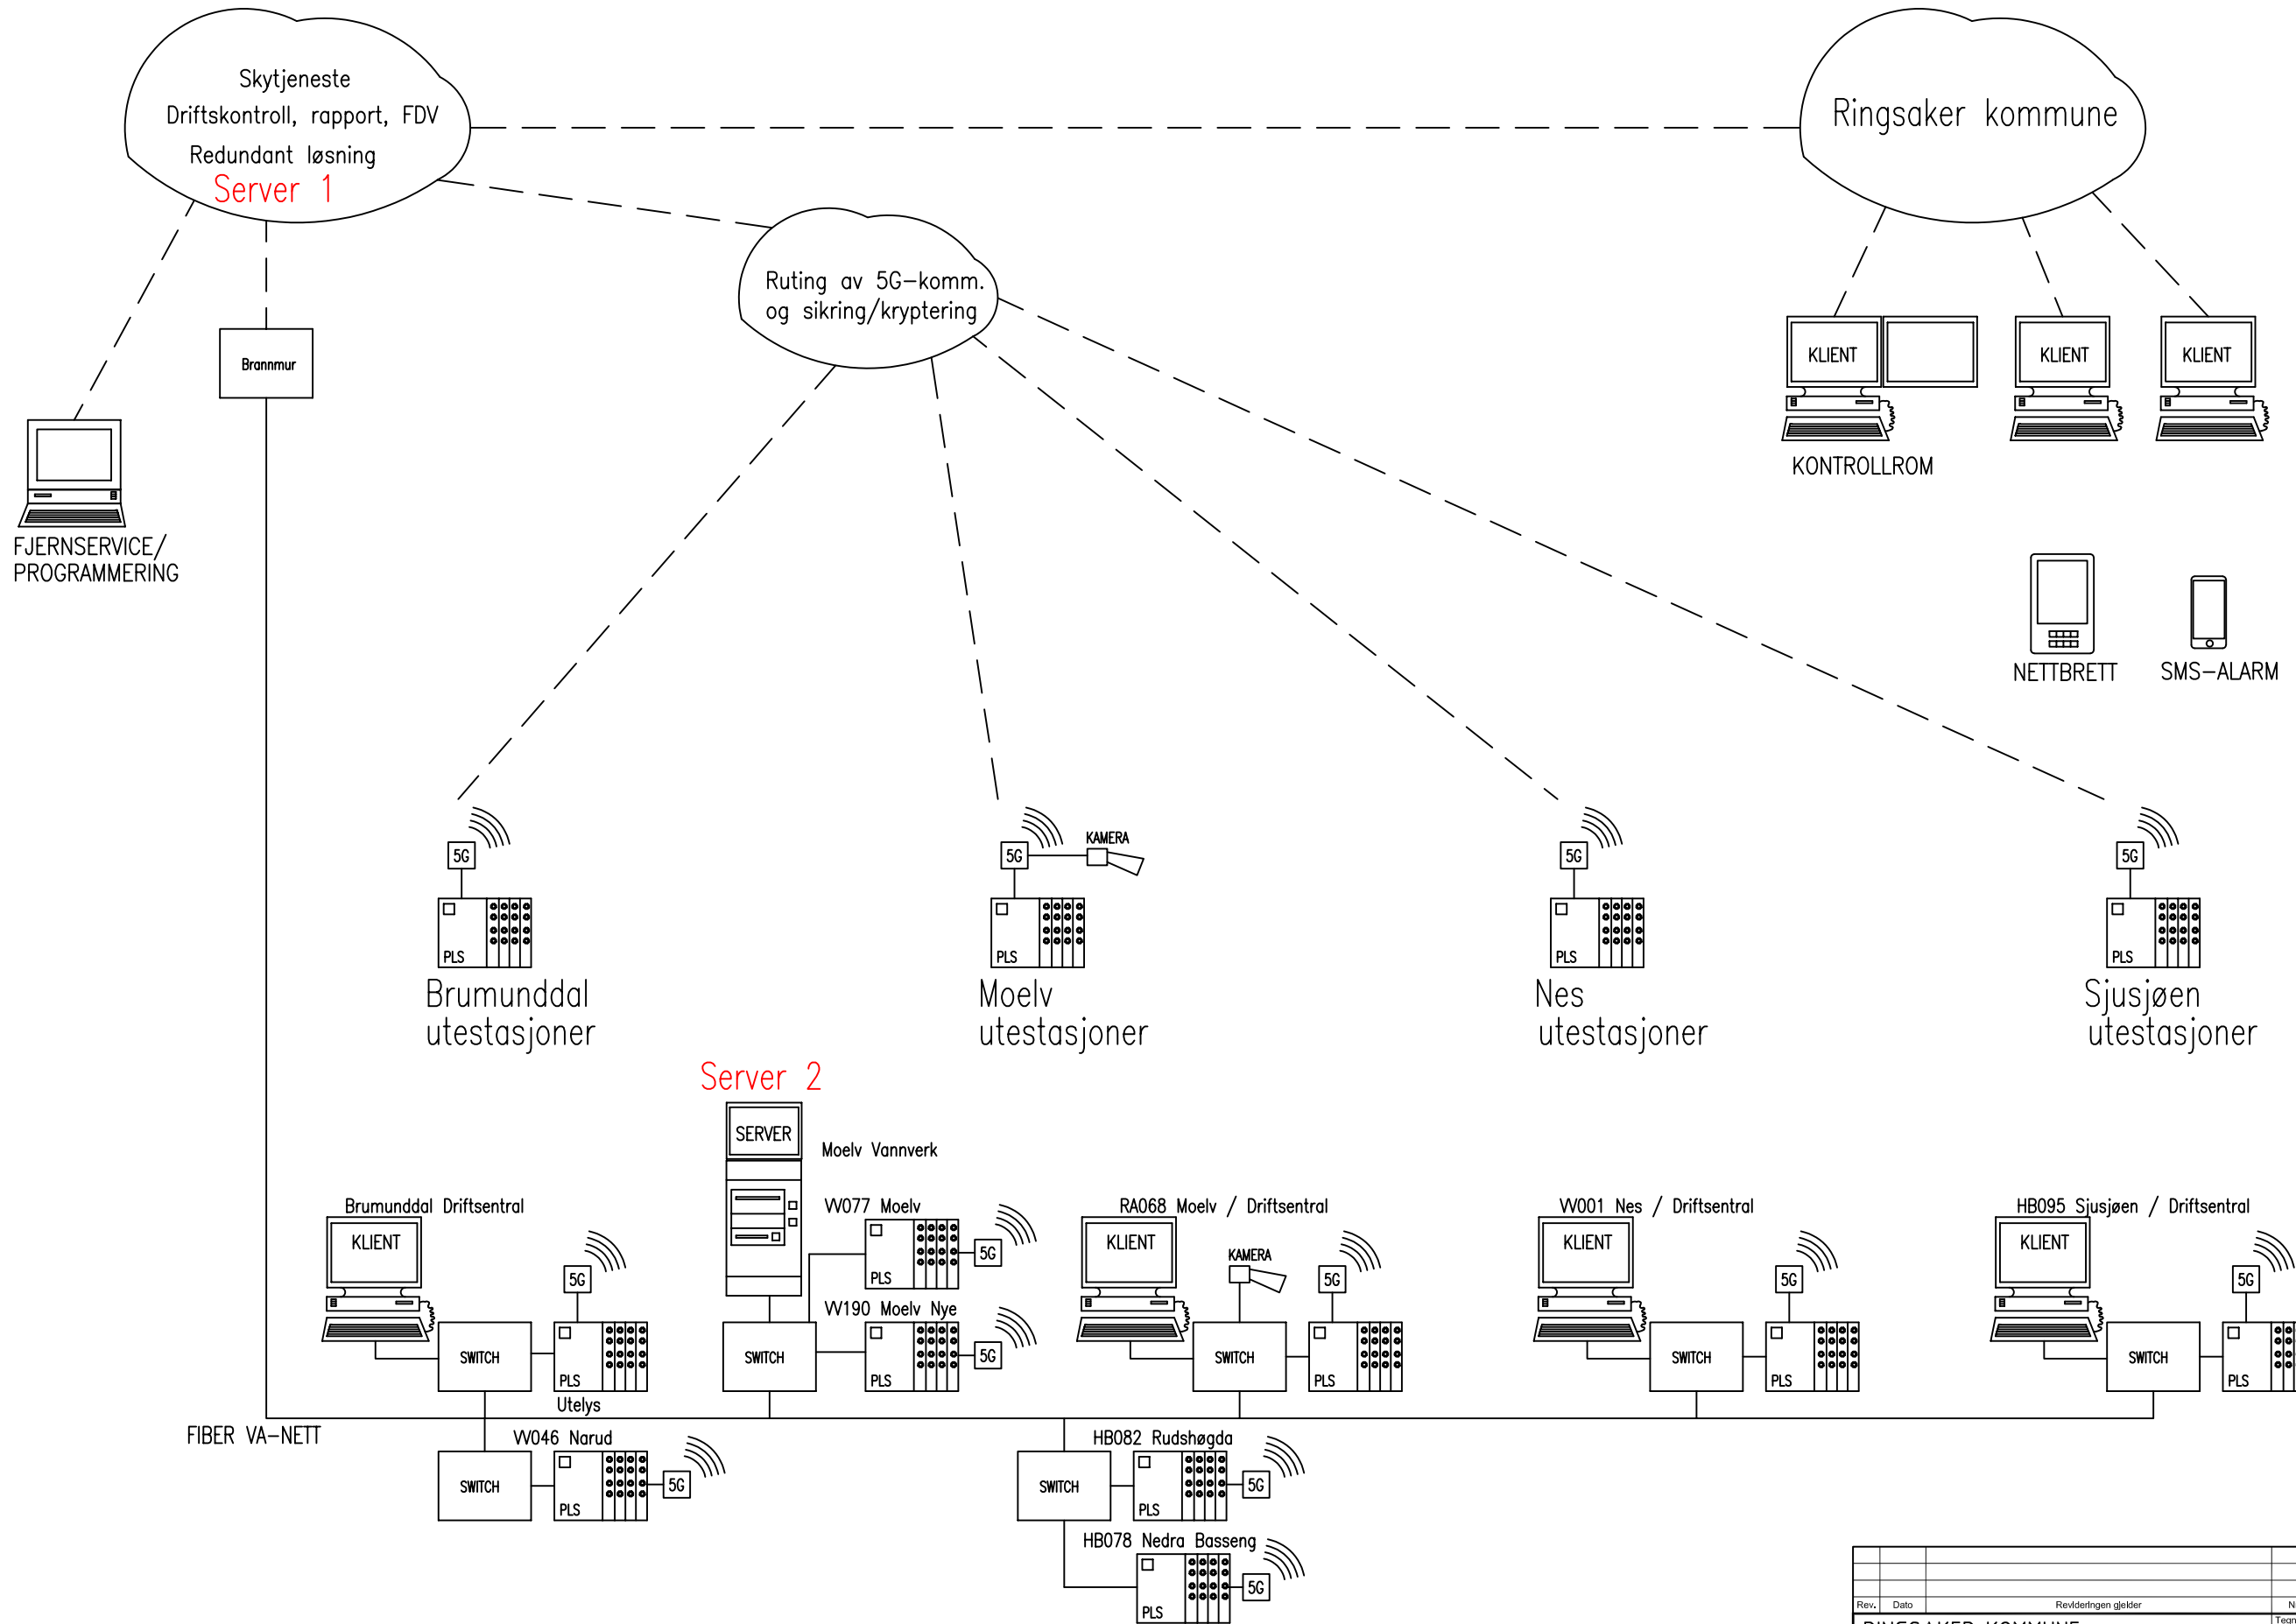 Skytjeneste
Driftskontroll, rapport, FDV
Redundant løsning
Server 1
Ringsaker kommune
Ruting av 5G-komm.
og sikring/kryptering
Brannmur
KLIENT
KLIENT
KLIENT
KONTROLLROM
FJERNSERVICE/
PROGRAMMERING
NETTBRETT
SMS-ALARM
5G
5G
KAMERA
5G
5G
PLS
PLS
PLS
PLS
Brumunddal
utestasjoner
Moelv
utestasjoner
Nes
utestasjoner
Sjusjøen
utestasjoner
Server 2
SERVER
Moelv Vannverk
Brumunddal Driftsentral
KLIENT
5G
SWITCH
PLS
Utelys
VV077 Moelv
PLS
5G
VV190 Moelv Nye
SWITCH
PLS
5G
RA068 Moelv / Driftsentral
KLIENT
KAMERA
5G
SWITCH
PLS
VV001 Nes / Driftsentral
KLIENT
5G
SWITCH
PLS
HB095 Sjusjøen / Driftsentral
KLIENT
5G
SWITCH
PLS
FIBER VA-NETT
VV046 Narud
SWITCH
PLS
5G
HB082 Rudshøgda
SWITCH
PLS
5G
HB078 Nedra Basseng
PLS
5G
Rev. Dato Revideringen gjelder
RINGSAKER KOMMUNE